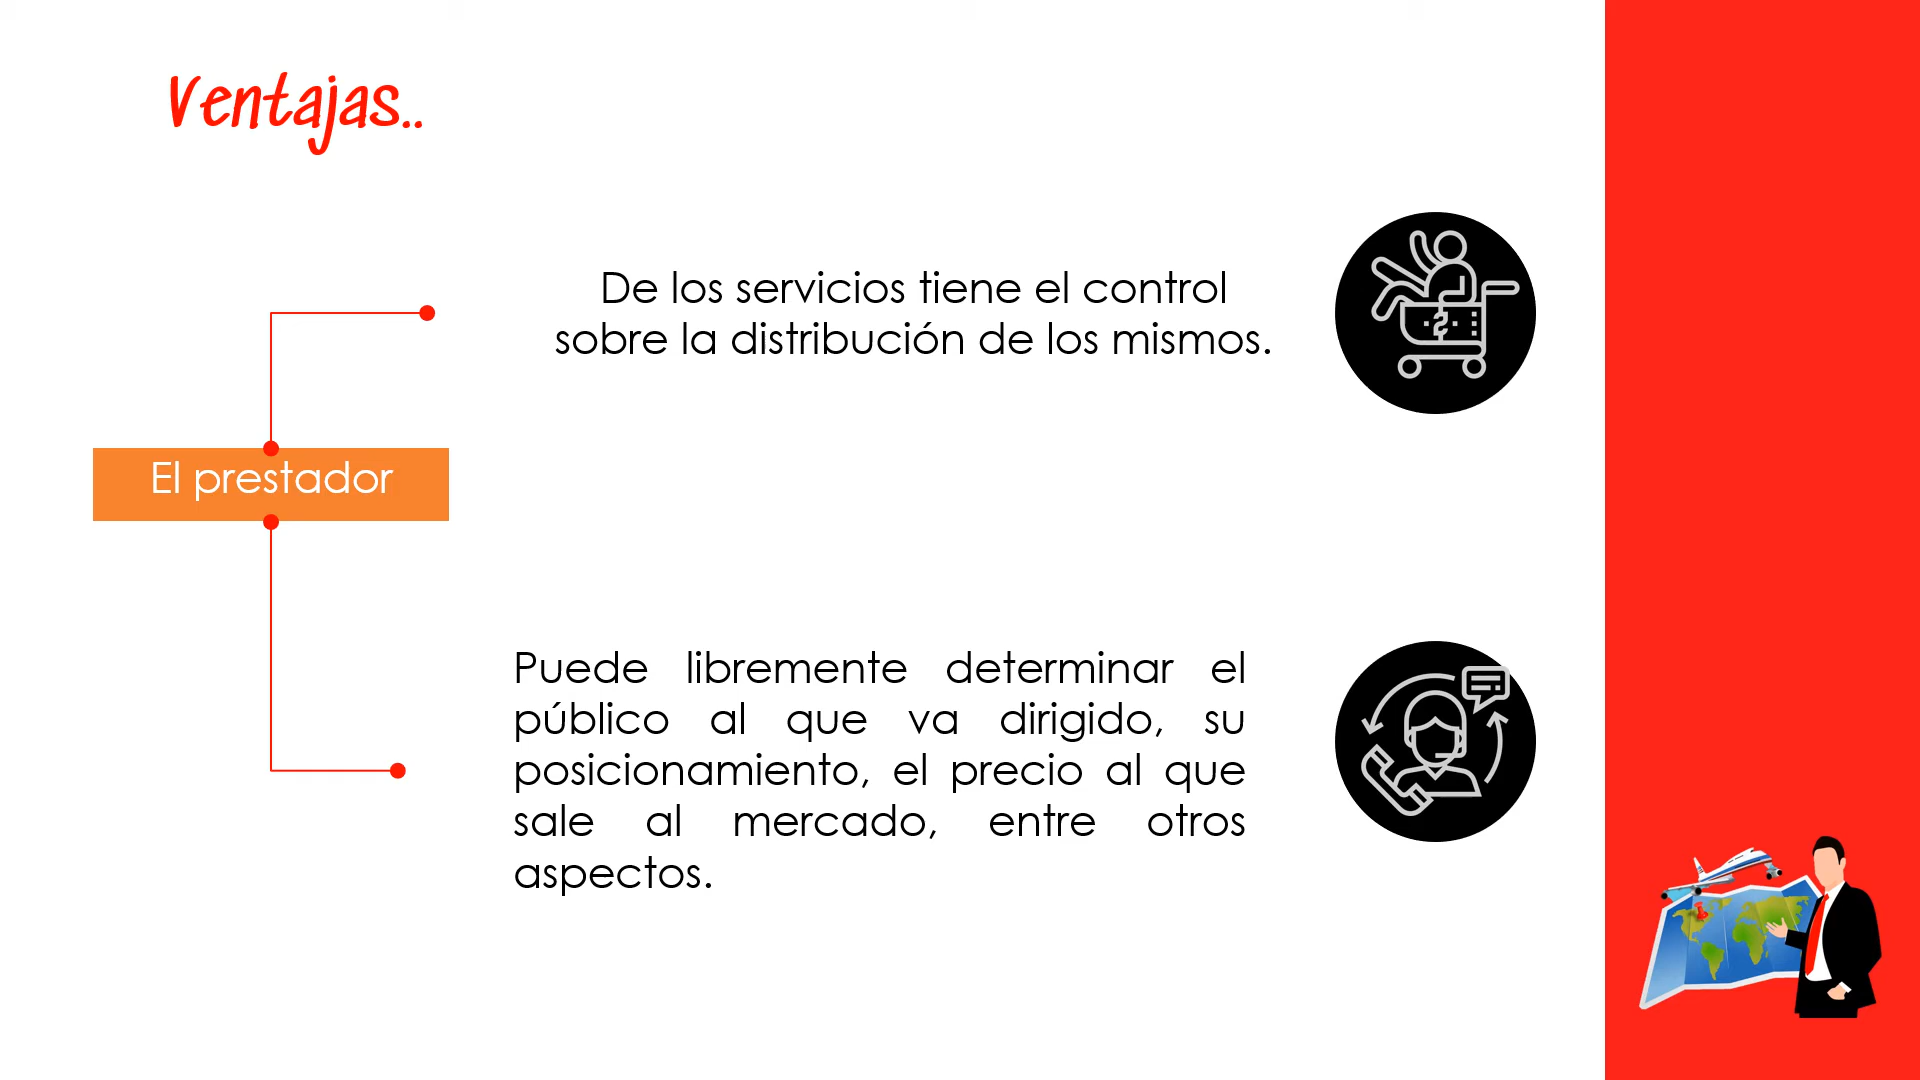 Ventajas..
De los servicios tiene el control
sobre la distribución de los mismos.
El prestador
Puede libremente determinar el
público al que va dirigido, su
posicionamiento, el precio al que
sale al mercado, entre otros
aspectos.